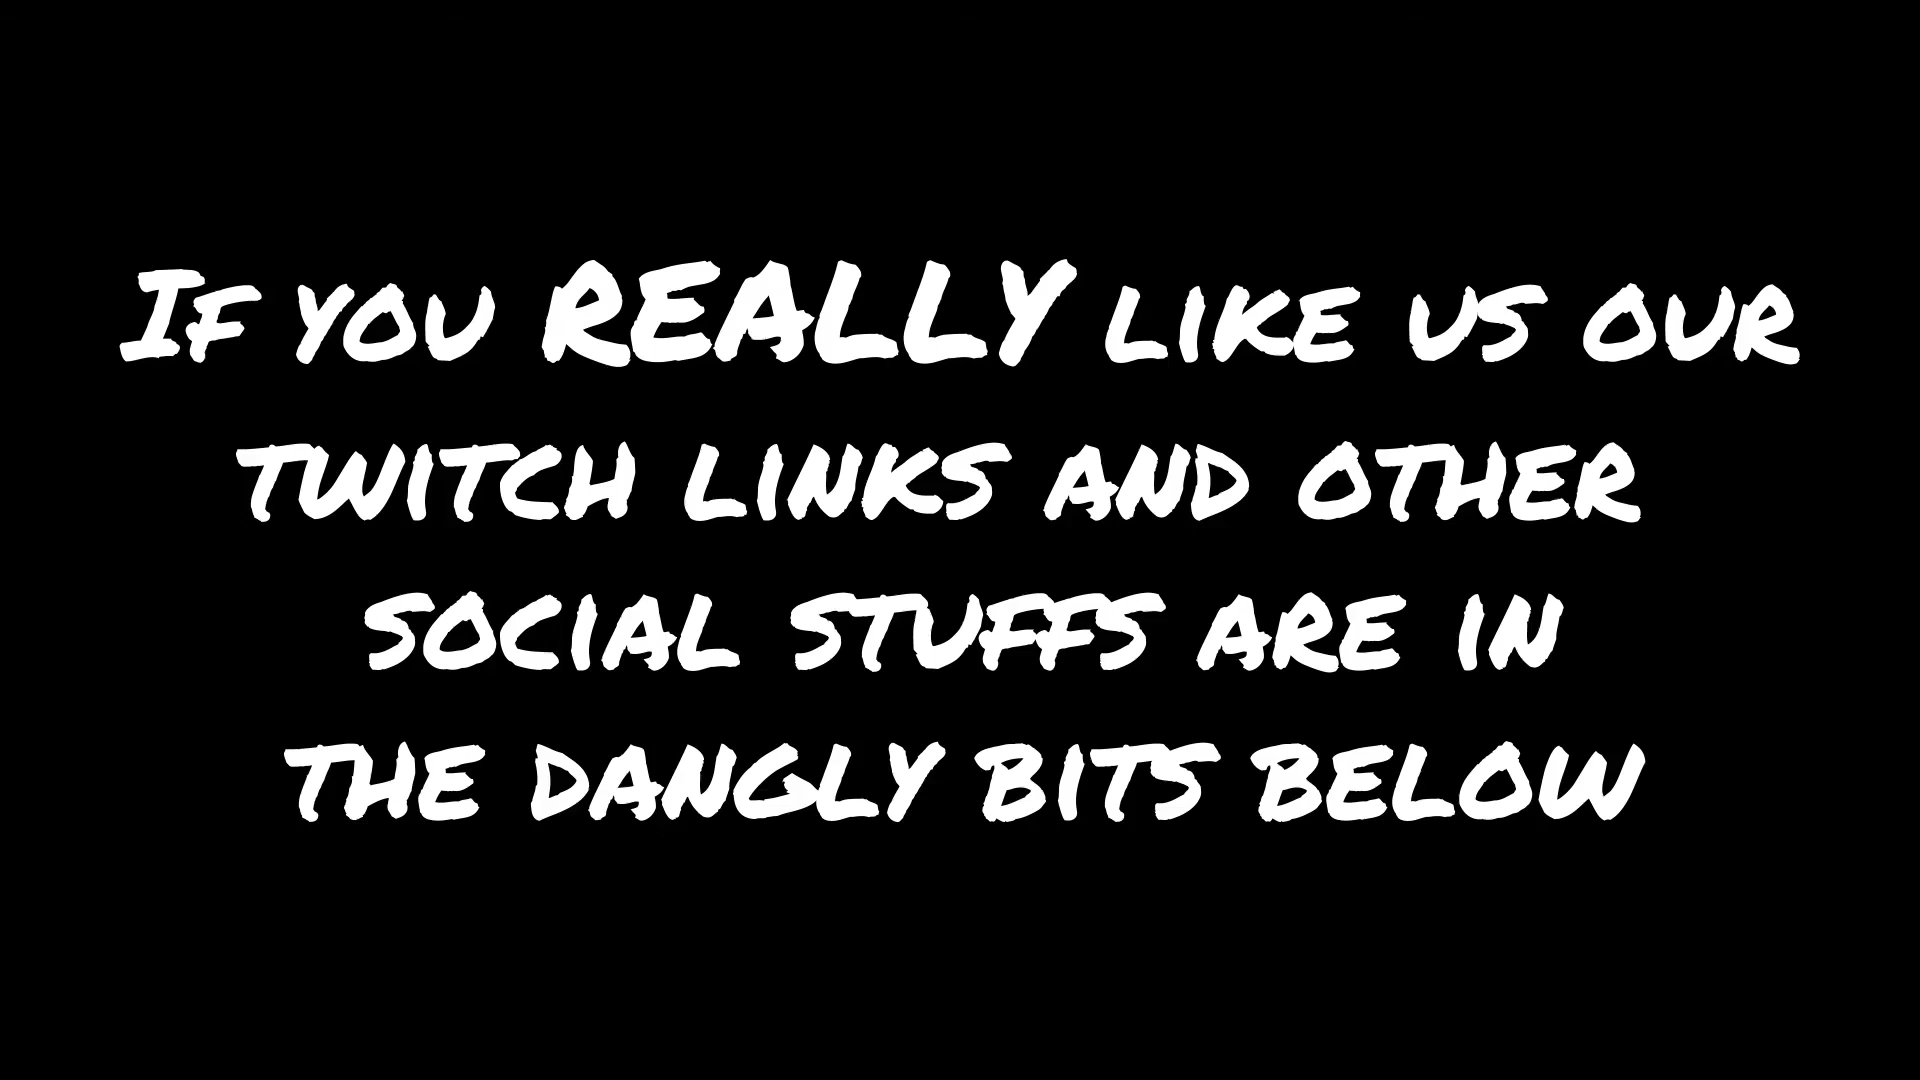 If you REALLY like us our
twitch links and other
social stuffs are in
the dangly bits below